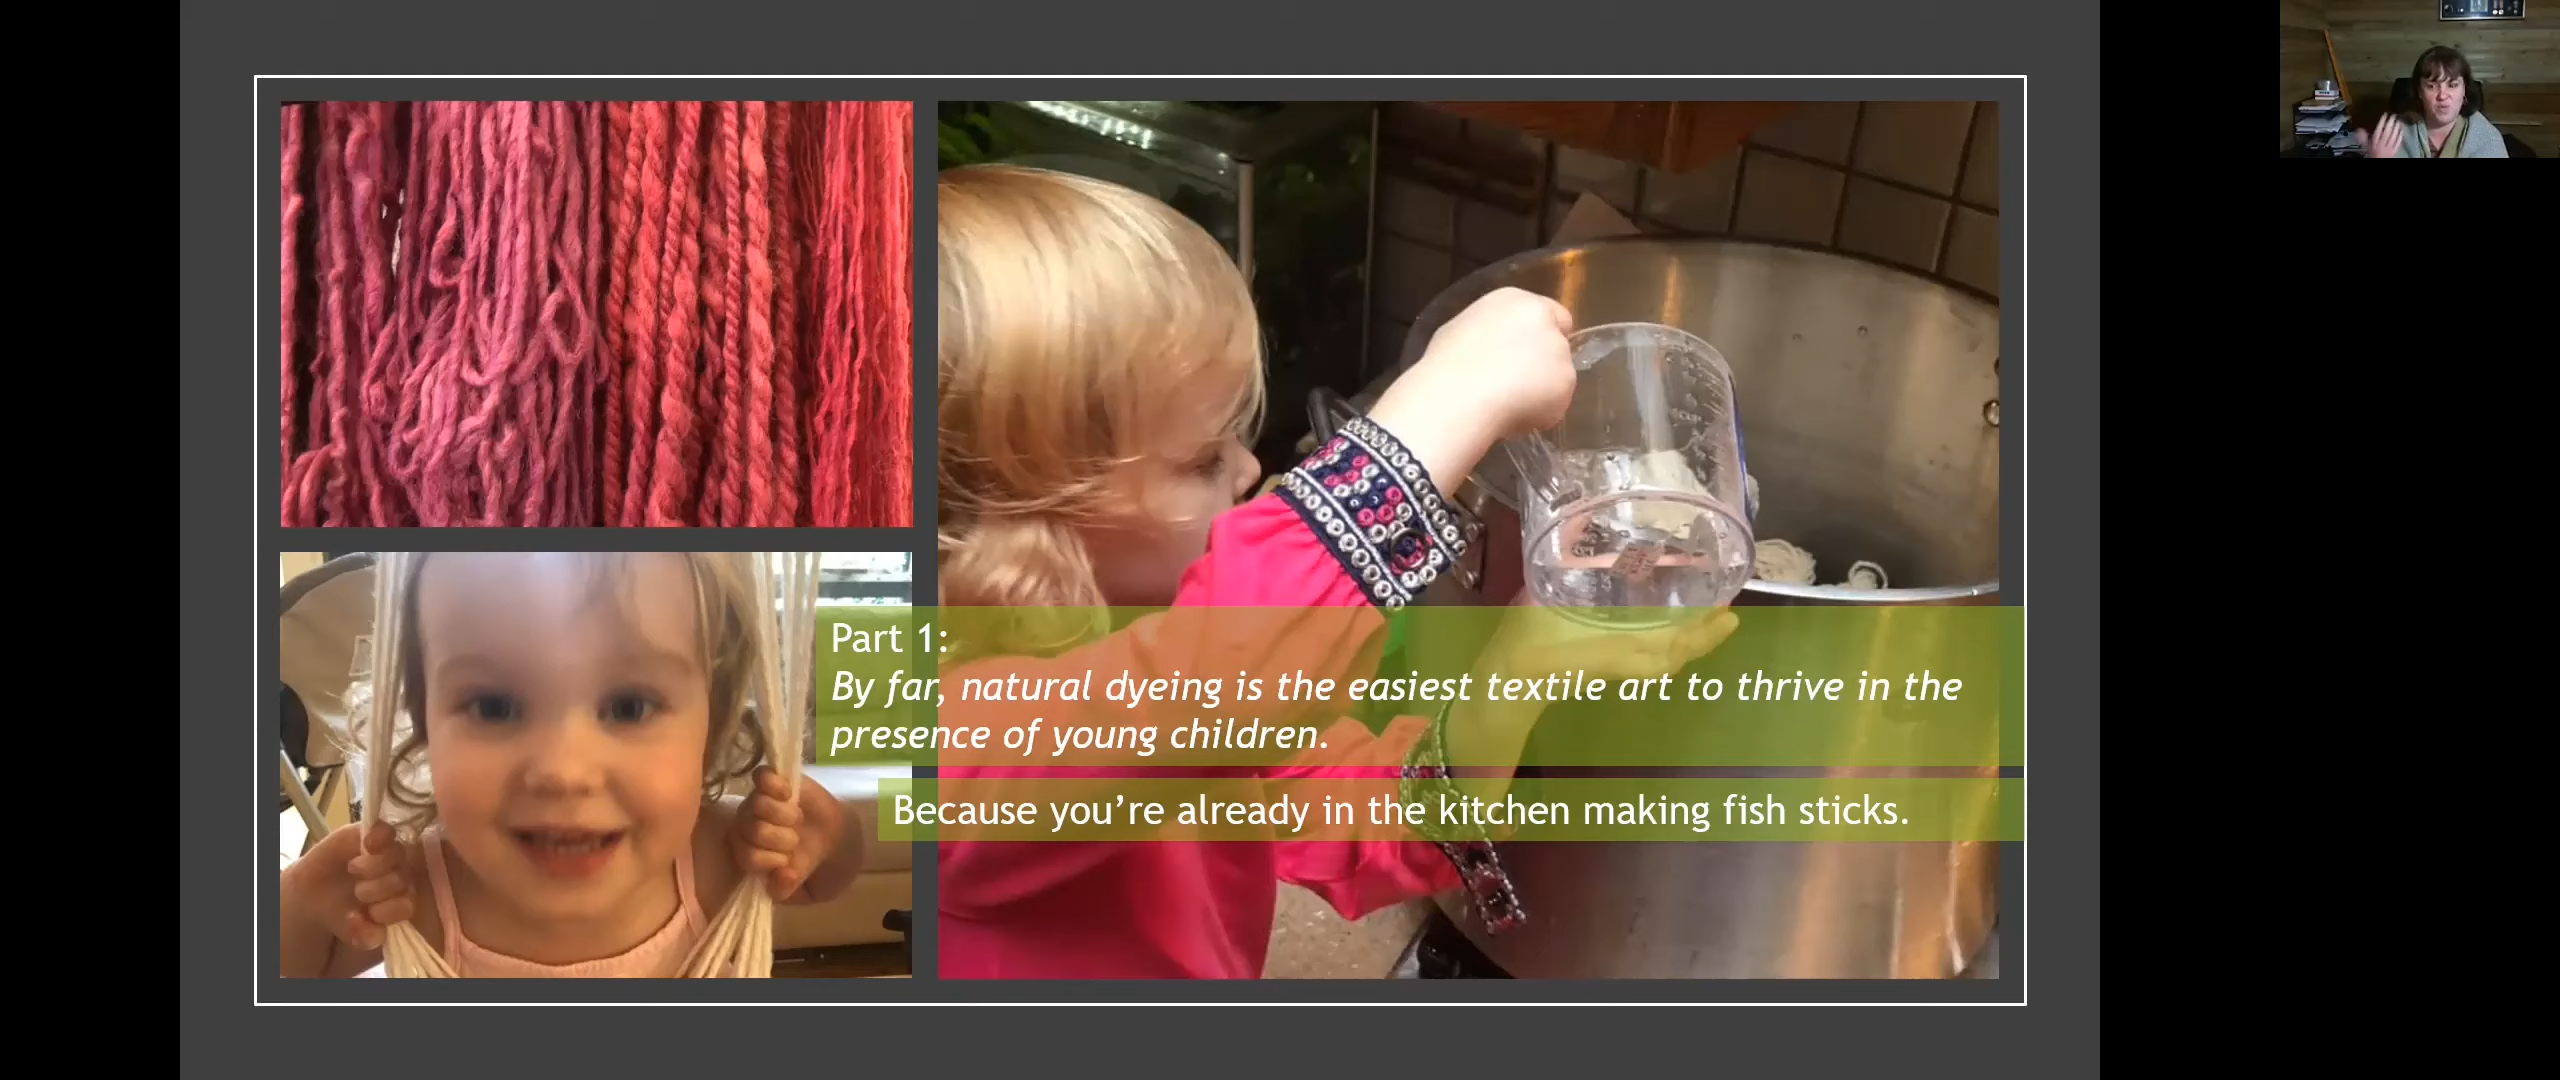 Part 1:
By far, natural dyeing is the easiest textile art to thrive in the
presence of young children.
Because you’re already in the kitchen making fish sticks.